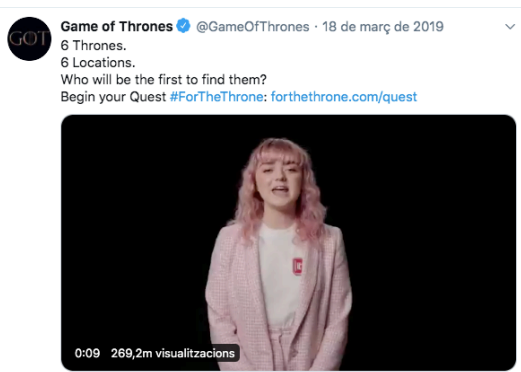 GOT
Game of Thrones @GameOfThrones · 18 de març de 2019
6 Thrones.
6 Locations.
Who will be the first to find them?
Begin your Quest #ForTheThrone: forthethrone.com/quest
0:09 269,2m visualitzacions